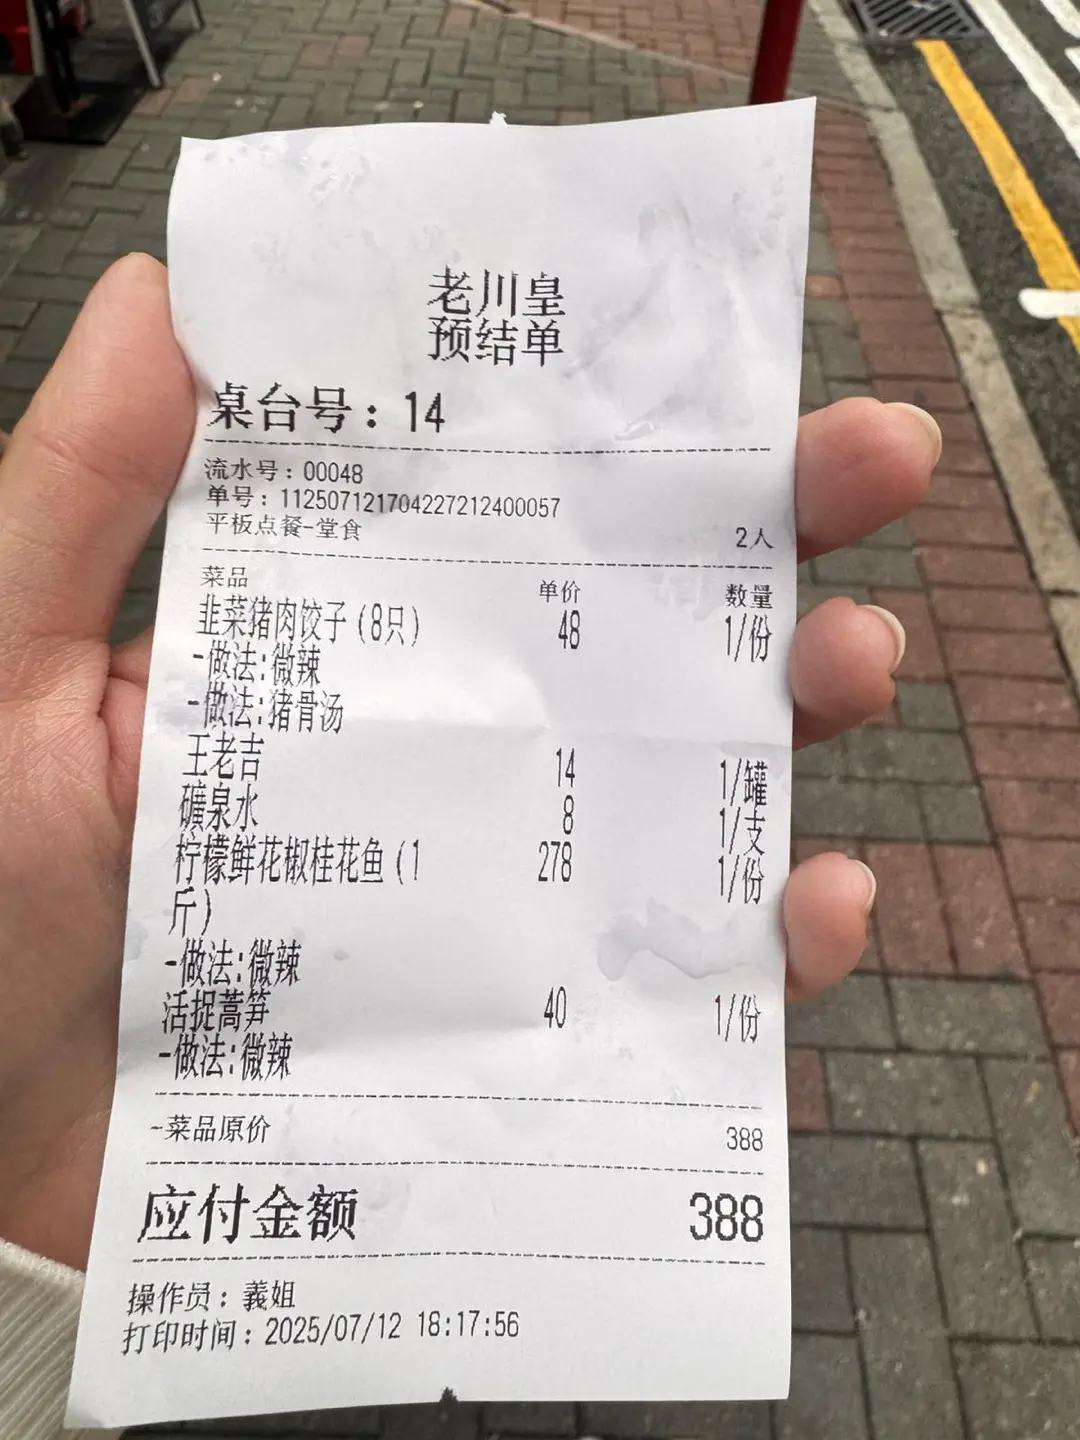 老川皇
预结单
桌台号：14
流水号：00048
单号：112507121704227212400057
平板点餐-堂食 2人
菜品 单价 数量
韭菜猪肉饺子(8只) 48 1/份
-做法:微辣
-做法:猪骨汤
王老吉 14 1/罐
礦泉水 8 1/支
柠檬鲜花椒桂花鱼(1 278 1/份
斤)
-做法:微辣
活捉蒿笋 40 1/份
-做法:微辣
-菜品原价 388
应付金额 388
操作员：義姐
打印时间：2025/07/12 18:17:56